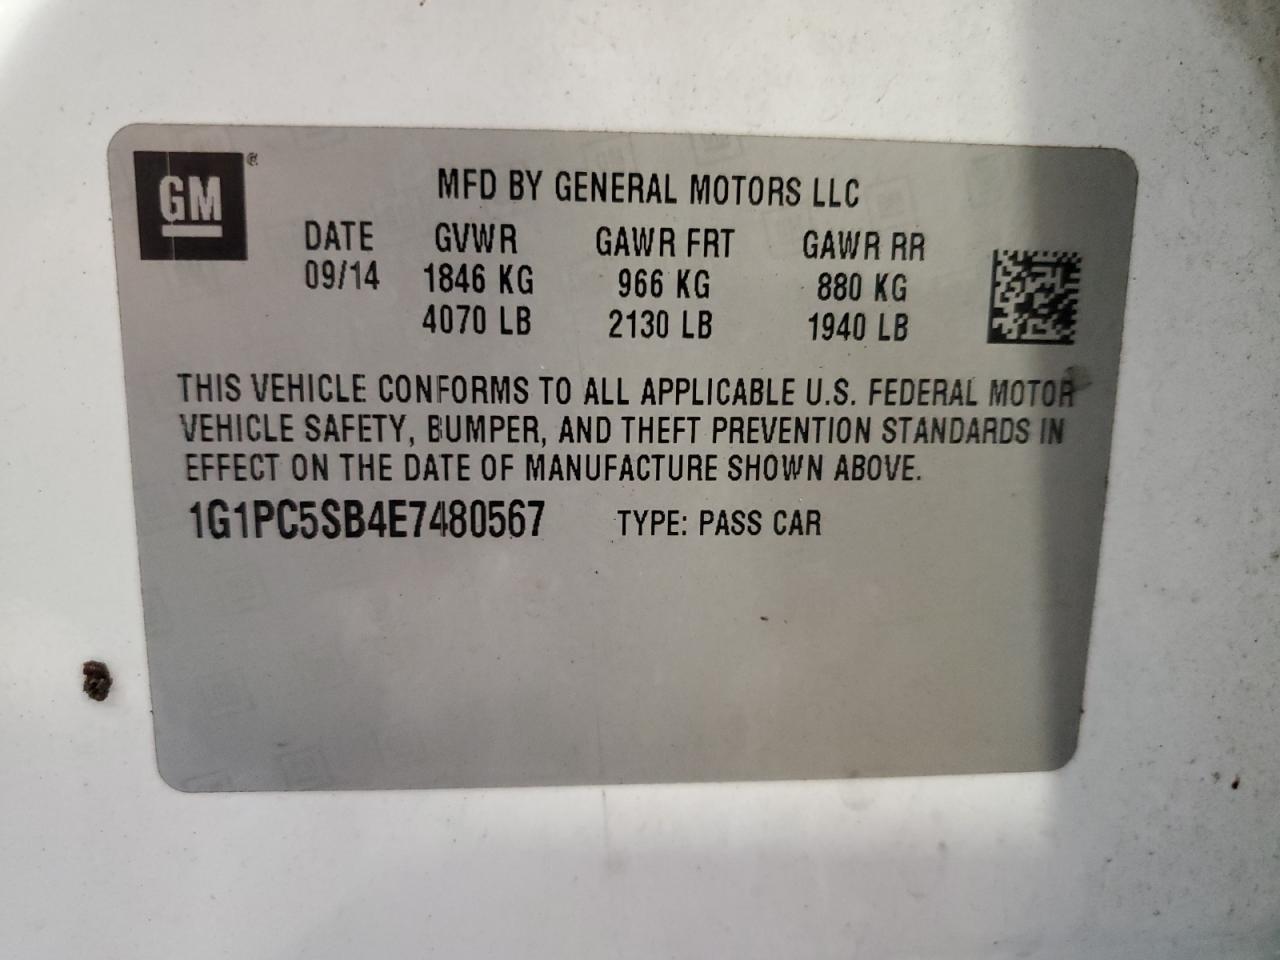 GM®
MFD BY GENERAL MOTORS LLC
DATE GVWR GAWR FRT GAWR RR
09/14 1846 KG 966 KG 880 KG
4070 LB 2130 LB 1940 LB
THIS VEHICLE CONFORMS TO ALL APPLICABLE U.S. FEDERAL MOTOR
VEHICLE SAFETY, BUMPER, AND THEFT PREVENTION STANDARDS IN
EFFECT ON THE DATE OF MANUFACTURE SHOWN ABOVE.
1G1PC5SB4E7480567 TYPE: PASS CAR